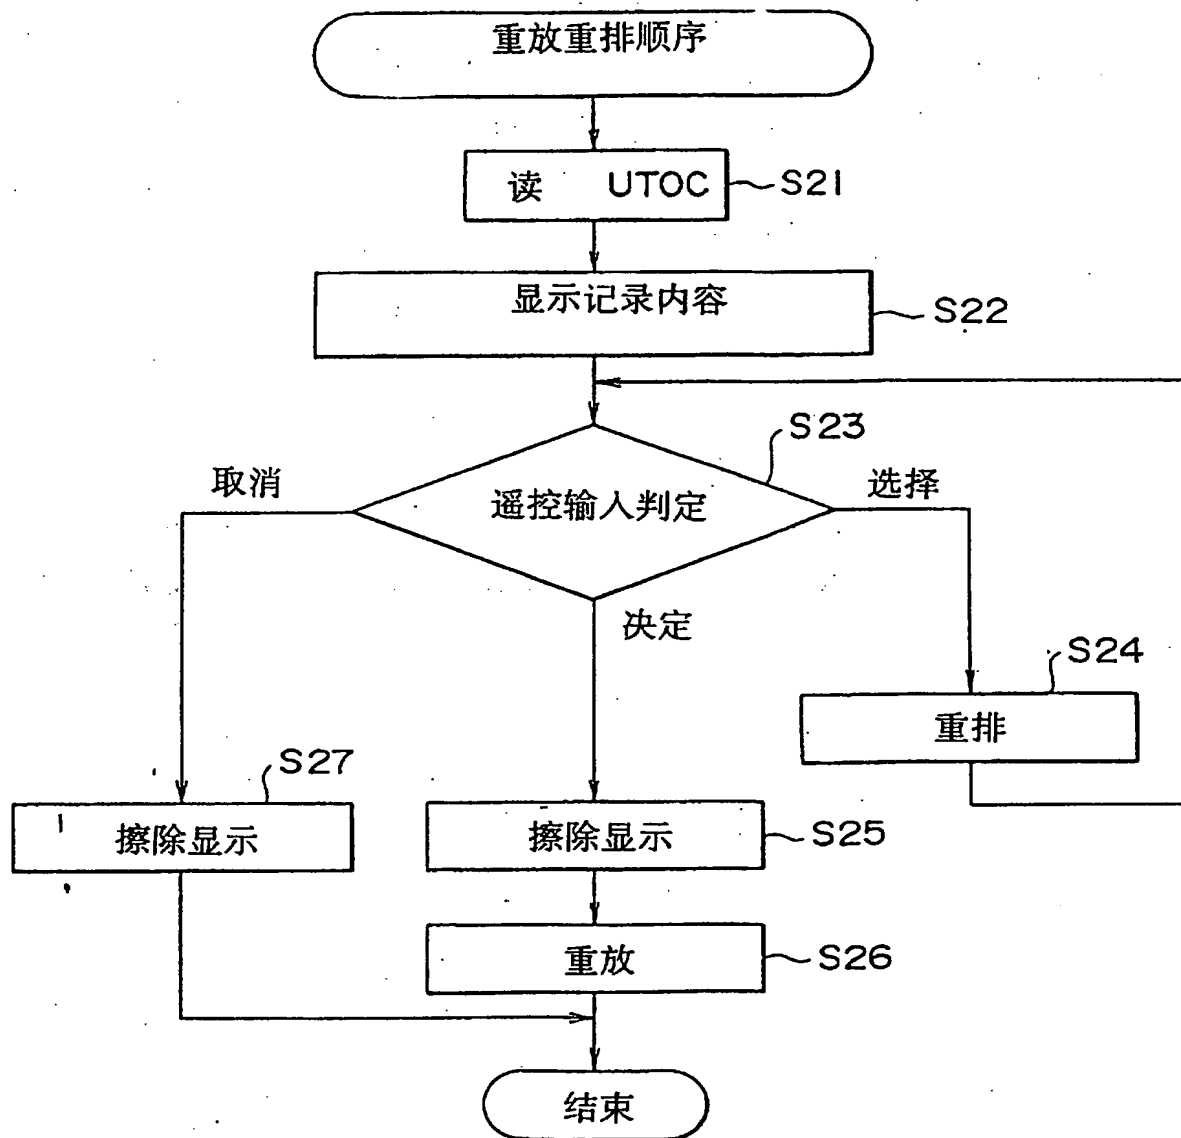 重放重排顺序
读 UTOC
S21
显示记录内容
S22
S23
取消
遥控输入判定
选择
决定
S24
重排
S27
擦除显示
擦除显示
S25
重放
S26
结束